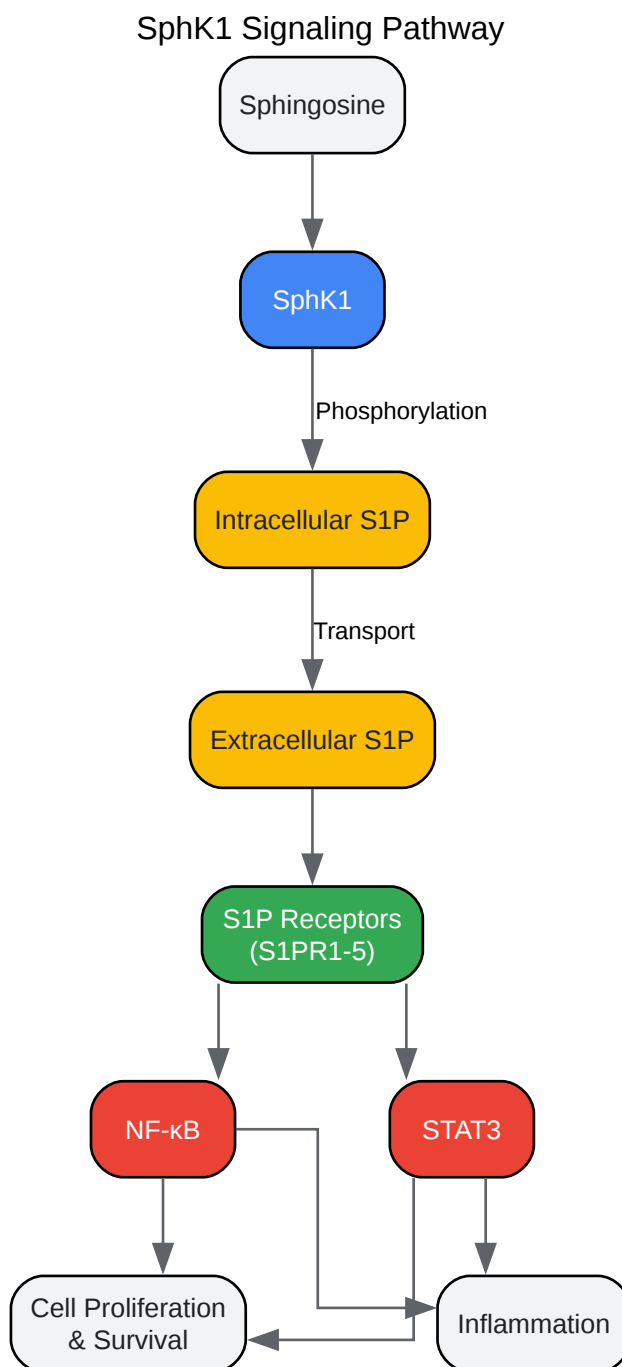 SphK1 Signaling Pathway
Sphingosine
SphK1
Phosphorylation
Intracellular S1P
Transport
Extracellular S1P
S1P Receptors
(S1PR1-5)
NF-κB
STAT3
Cell Proliferation
& Survival
Inflammation